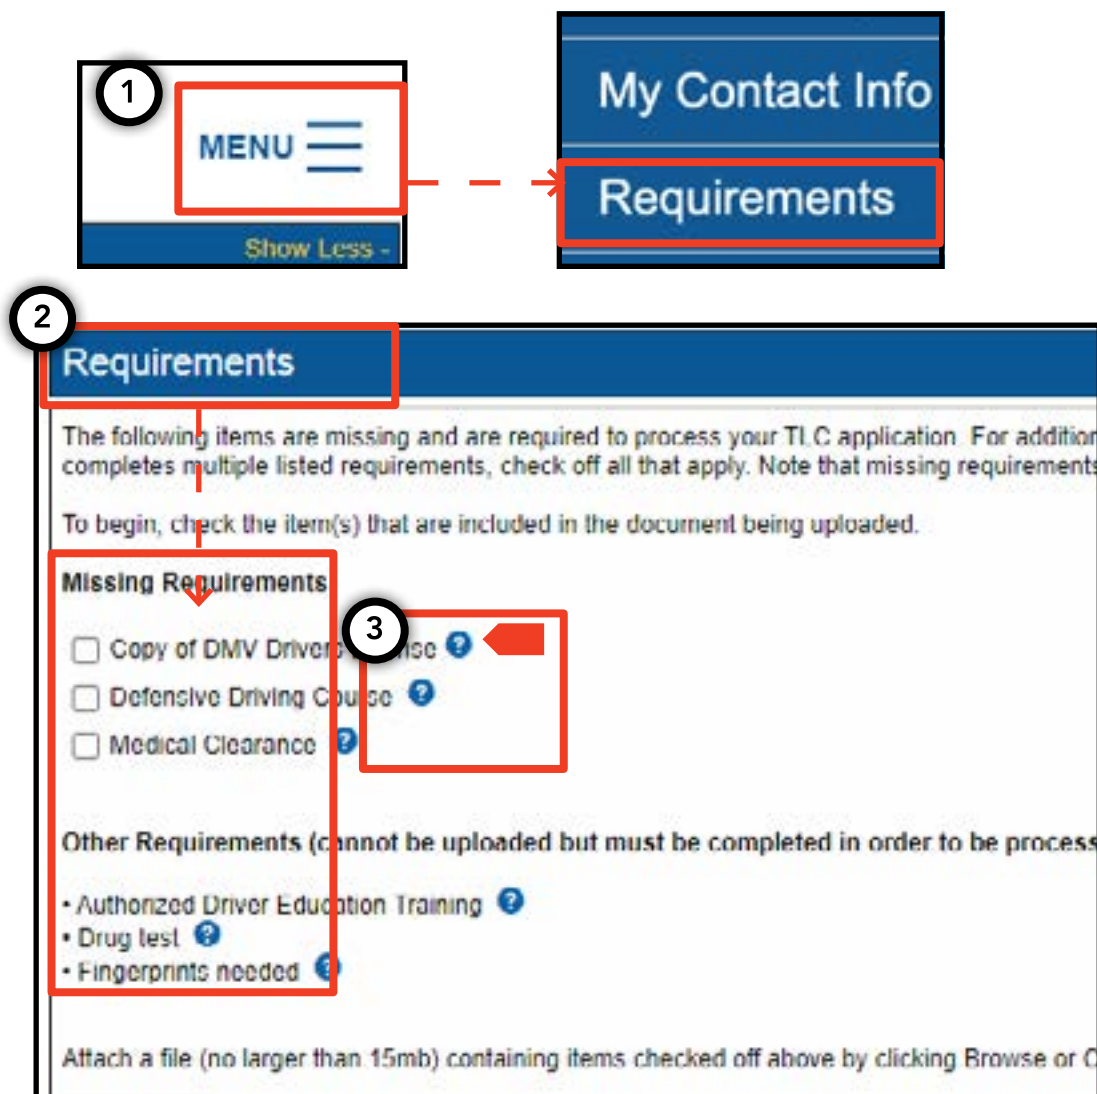 1
MENU
Show Less -
My Contact Info
Requirements
2
Requirements
The following items are missing and are required to process your TLC application. For addition
completes multiple listed requirements, check off all that apply. Note that missing requirements
To begin, check the item(s) that are included in the document being uploaded.
Missing Requirements
3
Copy of DMV Drivers nse ?
Defensive Driving Course ?
Medical Clearance ?
Other Requirements (cannot be uploaded but must be completed in order to be process
• Authorized Driver Education Training ?
• Drug test ?
• Fingerprints needed ?
Attach a file (no larger than 15mb) containing items checked off above by clicking Browse or C